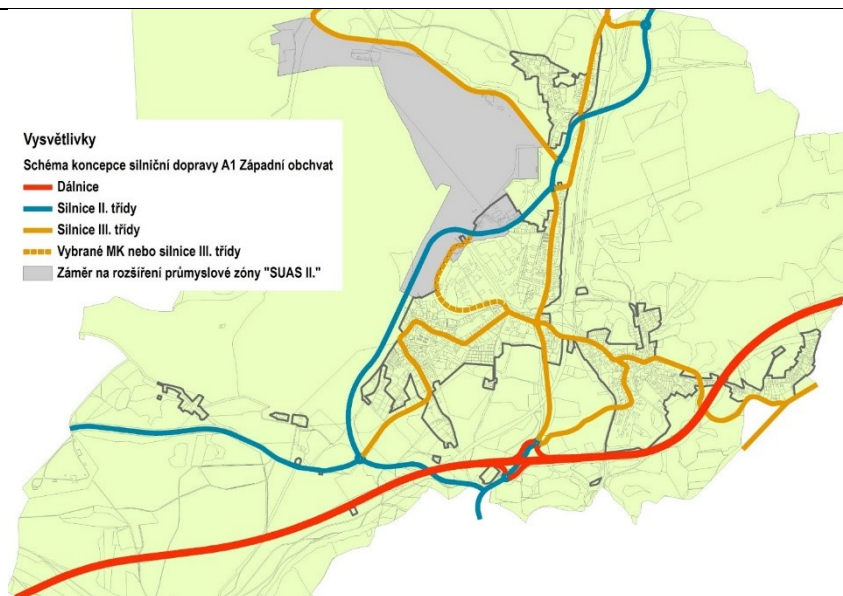 Vysvětlivky
Schéma koncepce silniční dopravy A1 Západní obchvat
Dálnice
Silnice II. třídy
Silnice III. třídy
Vybrané MK nebo silnice III. třídy
Záměr na rozšíření průmyslové zóny "SUAS II."